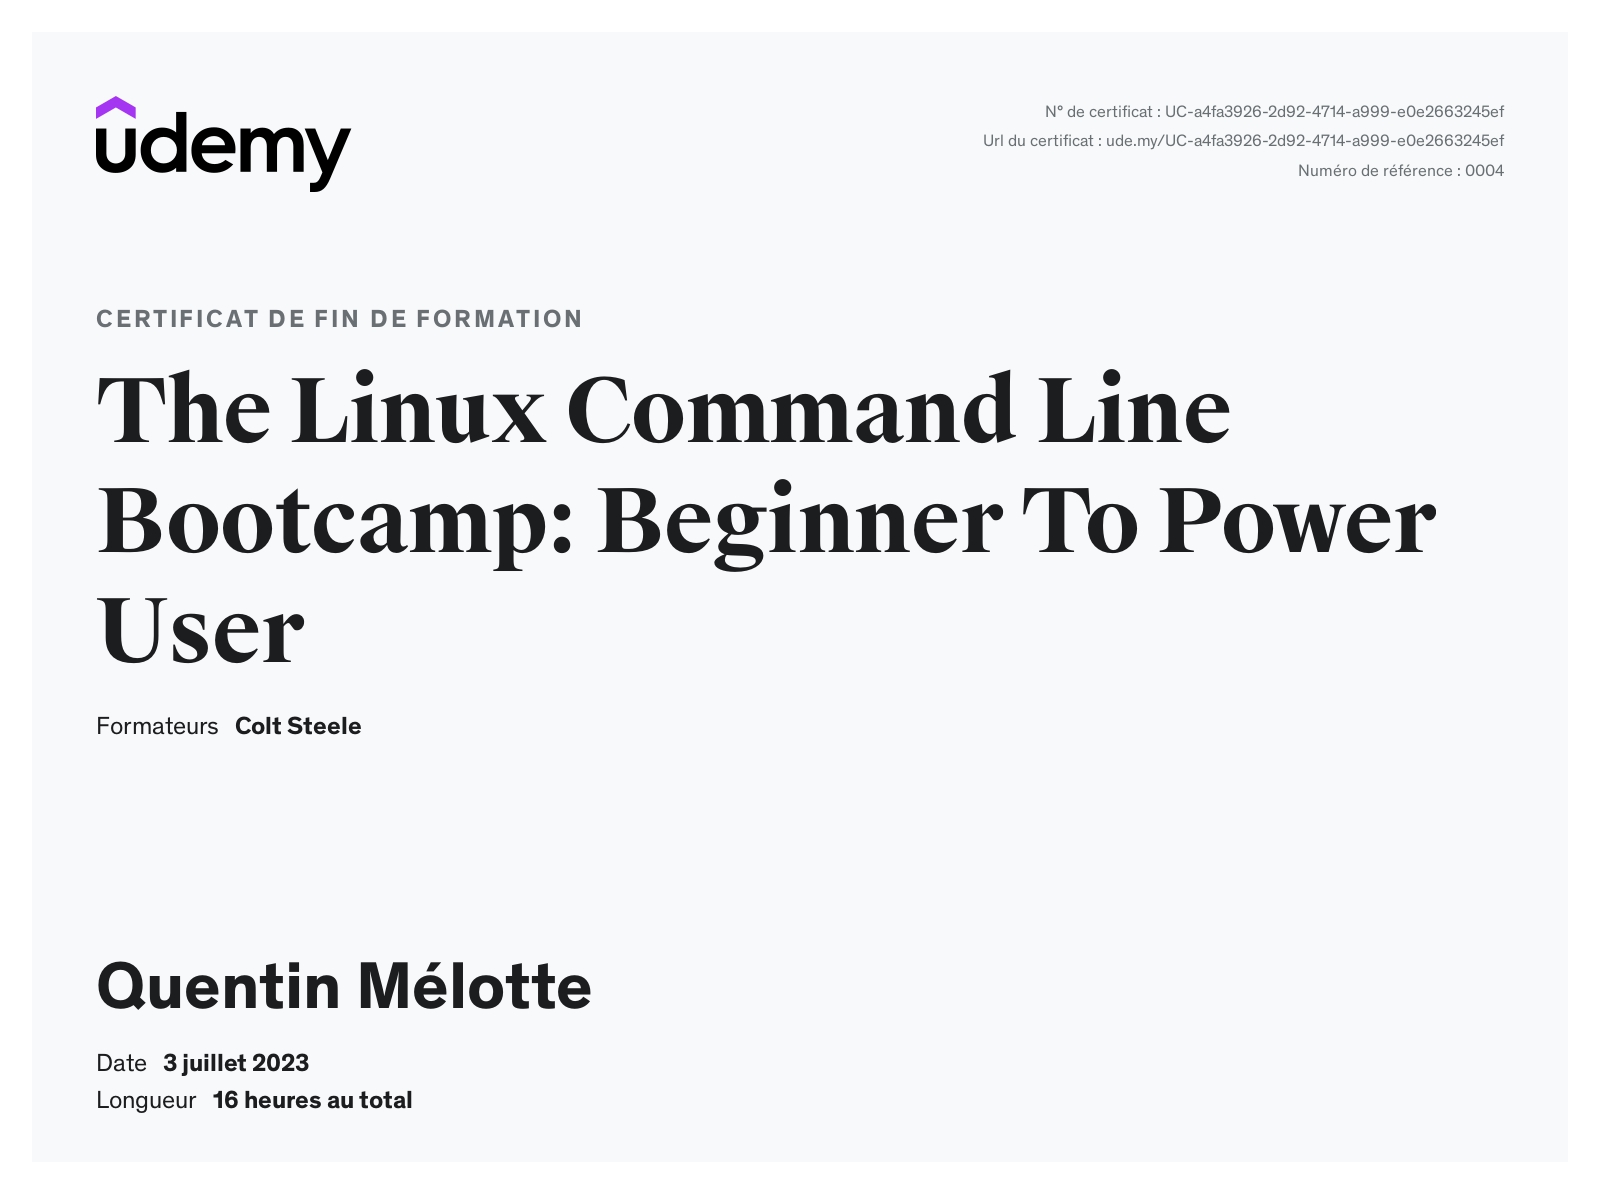 udemy
N° de certificat : UC-a4fa3926-2d92-4714-a999-e0e2663245ef
Url du certificat : ude.my/UC-a4fa3926-2d92-4714-a999-e0e2663245ef
Numéro de référence : 0004
CERTIFICAT DE FIN DE FORMATION
The Linux Command Line
Bootcamp: Beginner To Power
User
Formateurs Colt Steele
Quentin Mélotte
Date 3 juillet 2023
Longueur 16 heures au total